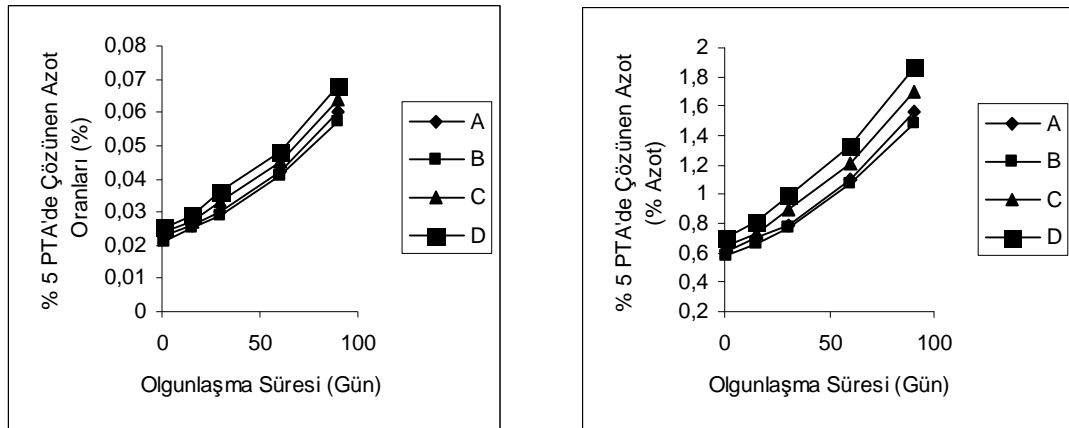 % 5 PTA'de Çözünen Azot
Oranları (%)
0,08
0,07
0,06
0,05
0,04
0,03
0,02
0,01
0
0
50
100
Olgunlaşma Süresi (Gün)
A
B
C
D
% 5 PTA'de Çözünen Azot
(% Azot)
2
1,8
1,6
1,4
1,2
1
0,8
0,6
0,4
0,2
0
50
100
Olgunlaşma Süresi (Gün)
A
B
C
D